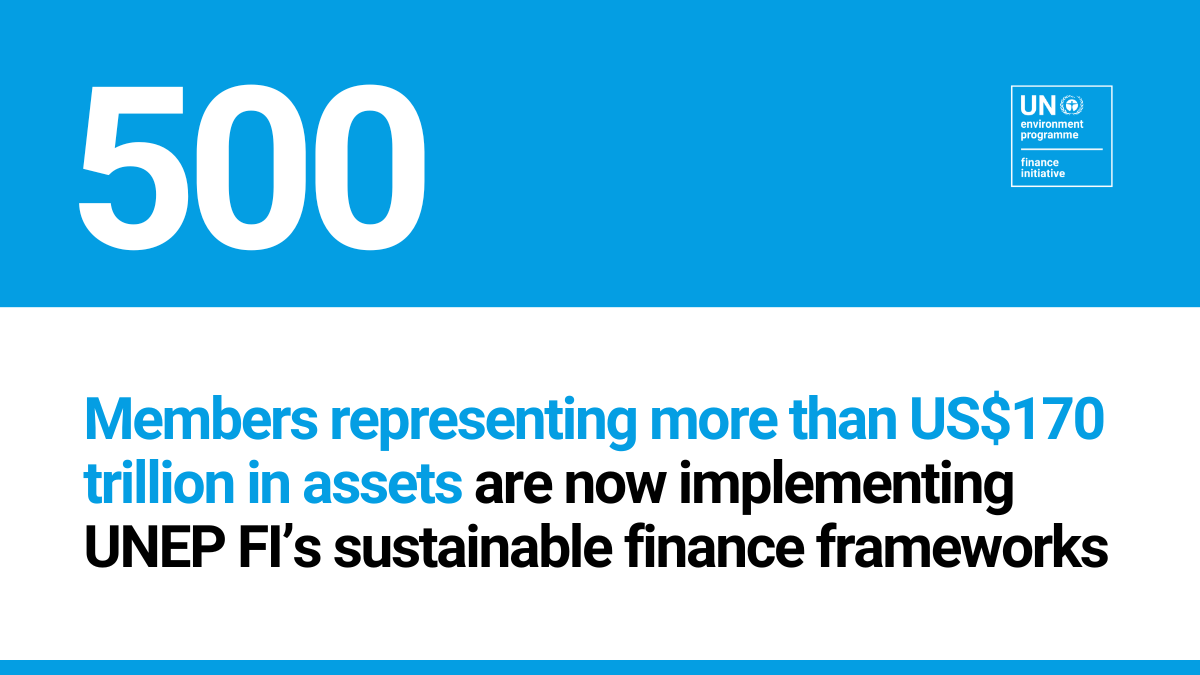 500
UN
environment
programme
finance
initiative
Members representing more than US$170
trillion in assets are now implementing
UNEP FI’s sustainable finance frameworks